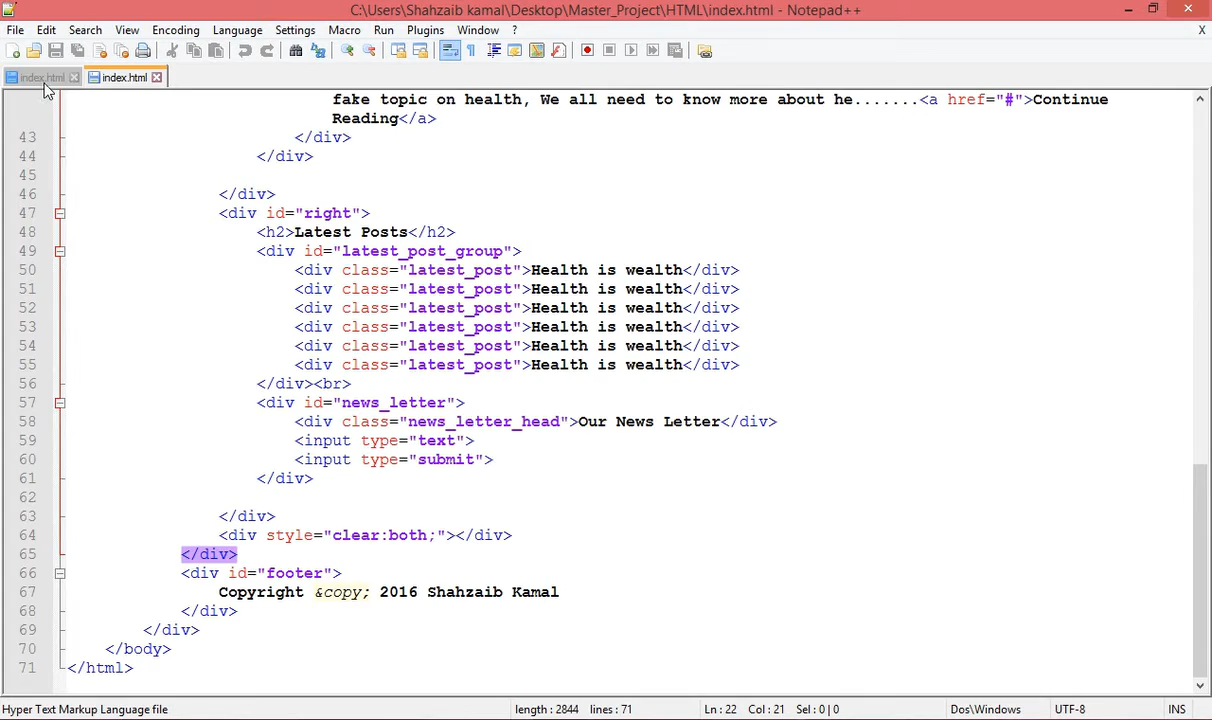 C:\Users\Shahzaib kamal\Desktop\Master_Project\HTML\index.html - Notepad++
File Edit Search View Encoding Language Settings Macro Run Plugins Window ? X
index.html index.html
fake topic on health, We all need to know more about he.......<a href="#">Continue
Reading</a>
43 </div>
44 </div>
45
46 </div>
47 <div id="right">
48 <h2>Latest Posts</h2>
49 <div id="latest_post_group">
50 <div class="latest_post">Health is wealth</div>
51 <div class="latest_post">Health is wealth</div>
52 <div class="latest_post">Health is wealth</div>
53 <div class="latest_post">Health is wealth</div>
54 <div class="latest_post">Health is wealth</div>
55 <div class="latest_post">Health is wealth</div>
56 </div><br>
57 <div id="news_letter">
58 <div class="news_letter_head">Our News Letter</div>
59 <input type="text">
60 <input type="submit">
61 </div>
62
63 </div>
64 <div style="clear:both;"></div>
65 </div>
66 <div id="footer">
67 Copyright &copy; 2016 Shahzaib Kamal
68 </div>
69 </div>
70 </body>
71 </html>
Hyper Text Markup Language file length : 2844 lines : 71 Ln : 22 Col : 21 Sel : 0 | 0 Dos\Windows UTF-8 INS